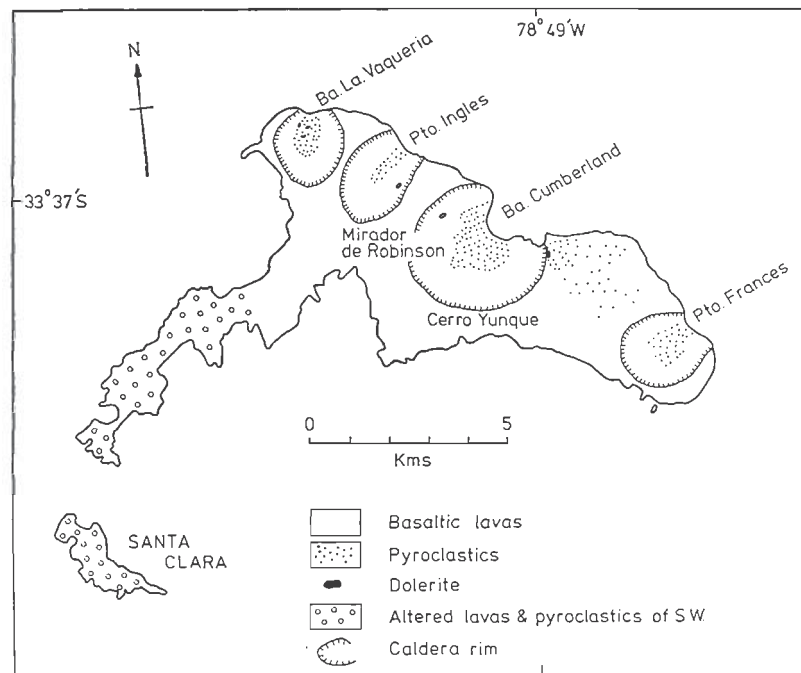 78°49'W
N
Ba. La. Vaqueria
Pto. Ingles
Ba. Cumberland
33°37'S
Mirador
de Robinson
Cerro Yunque
Pto. Frances
0 5
Kms
SANTA
CLARA
Basaltic lavas
Pyroclastics
Dolerite
Altered lavas & pyroclastics of S.W.
Caldera rim